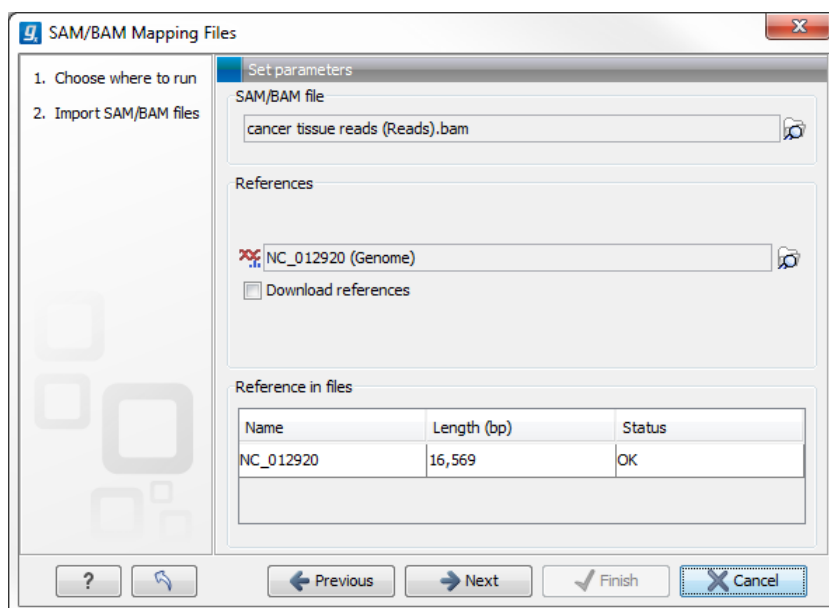 SAM/BAM Mapping Files
1. Choose where to run
2. Import SAM/BAM files
Set parameters
SAM/BAM file
cancer tissue reads (Reads).bam
References
NC_012920 (Genome)
Download references
Reference in files
Name Length (bp) Status
NC_012920 16,569 OK
? Previous Next Finish Cancel